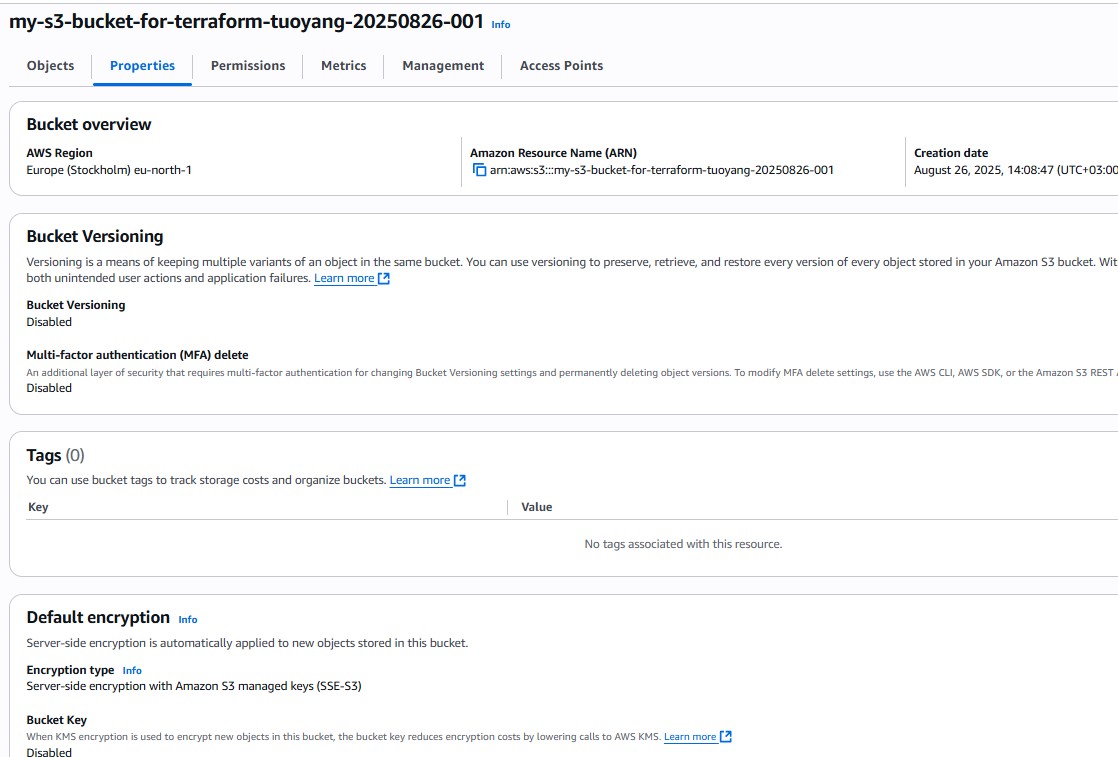 my-s3-bucket-for-terraform-tuoyang-20250826-001 Info
Objects Properties Permissions Metrics Management Access Points
Bucket overview
AWS Region
Europe (Stockholm) eu-north-1
Amazon Resource Name (ARN)
arn:aws:s3:::my-s3-bucket-for-terraform-tuoyang-20250826-001
Creation date
August 26, 2025, 14:08:47 (UTC+03:00
Bucket Versioning
Versioning is a means of keeping multiple variants of an object in the same bucket. You can use versioning to preserve, retrieve, and restore every version of every object stored in your Amazon S3 bucket. Wit
both unintended user actions and application failures. Learn more
Bucket Versioning
Disabled
Multi-factor authentication (MFA) delete
An additional layer of security that requires multi-factor authentication for changing Bucket Versioning settings and permanently deleting object versions. To modify MFA delete settings, use the AWS CLI, AWS SDK, or the Amazon S3 REST
Disabled
Tags (0)
You can use bucket tags to track storage costs and organize buckets. Learn more
Key Value
No tags associated with this resource.
Default encryption Info
Server-side encryption is automatically applied to new objects stored in this bucket.
Encryption type Info
Server-side encryption with Amazon S3 managed keys (SSE-S3)
Bucket Key
When KMS encryption is used to encrypt new objects in this bucket, the bucket key reduces encryption costs by lowering calls to AWS KMS. Learn more
Disabled